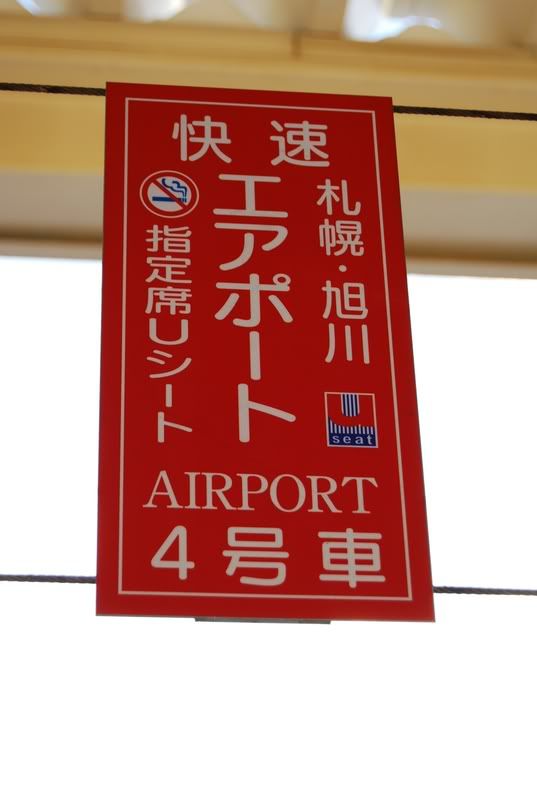 快速
札幌・旭川
エアポート
指定席Uシート
seat
AIRPORT
4号車